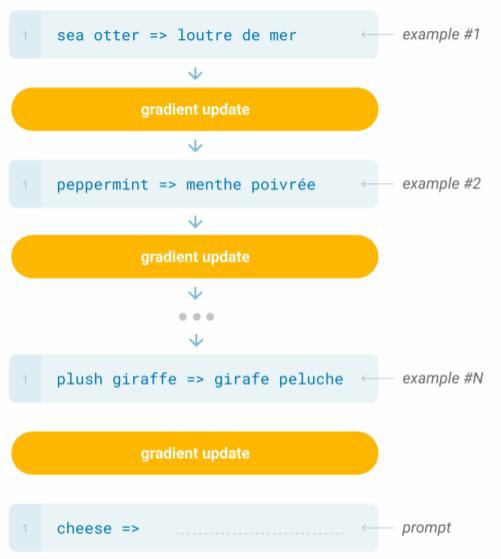 1 sea otter => loutre de mer example #1
gradient update
1 peppermint => menthe poivrée example #2
gradient update
1 plush giraffe => girafe peluche example #N
gradient update
1 cheese => prompt